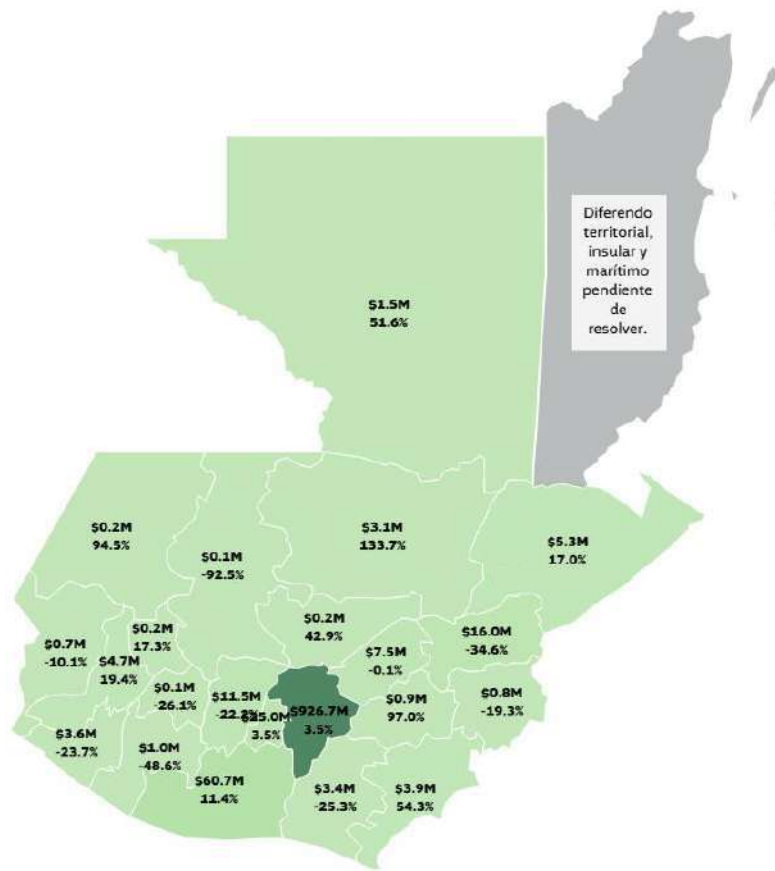 Diferendo
territorial,
insular y
marítimo
pendiente
de
resolver.
$1.5M
51.6%
$0.2M
94.5%
$0.1M
-92.5%
$3.1M
133.7%
$5.3M
17.0%
$0.7M
-10.1%
$0.2M
17.3%
$4.7M
19.4%
$0.2M
42.9%
$7.5M
-0.1%
$16.0M
-34.6%
$0.1M
-26.1%
$11.5M
$926.7M
3.5%
3.5%
$0.9M
97.0%
$0.8M
-19.3%
$3.6M
-23.7%
$1.0M
-48.6%
$60.7M
11.4%
$3.4M
-25.3%
$3.9M
54.3%